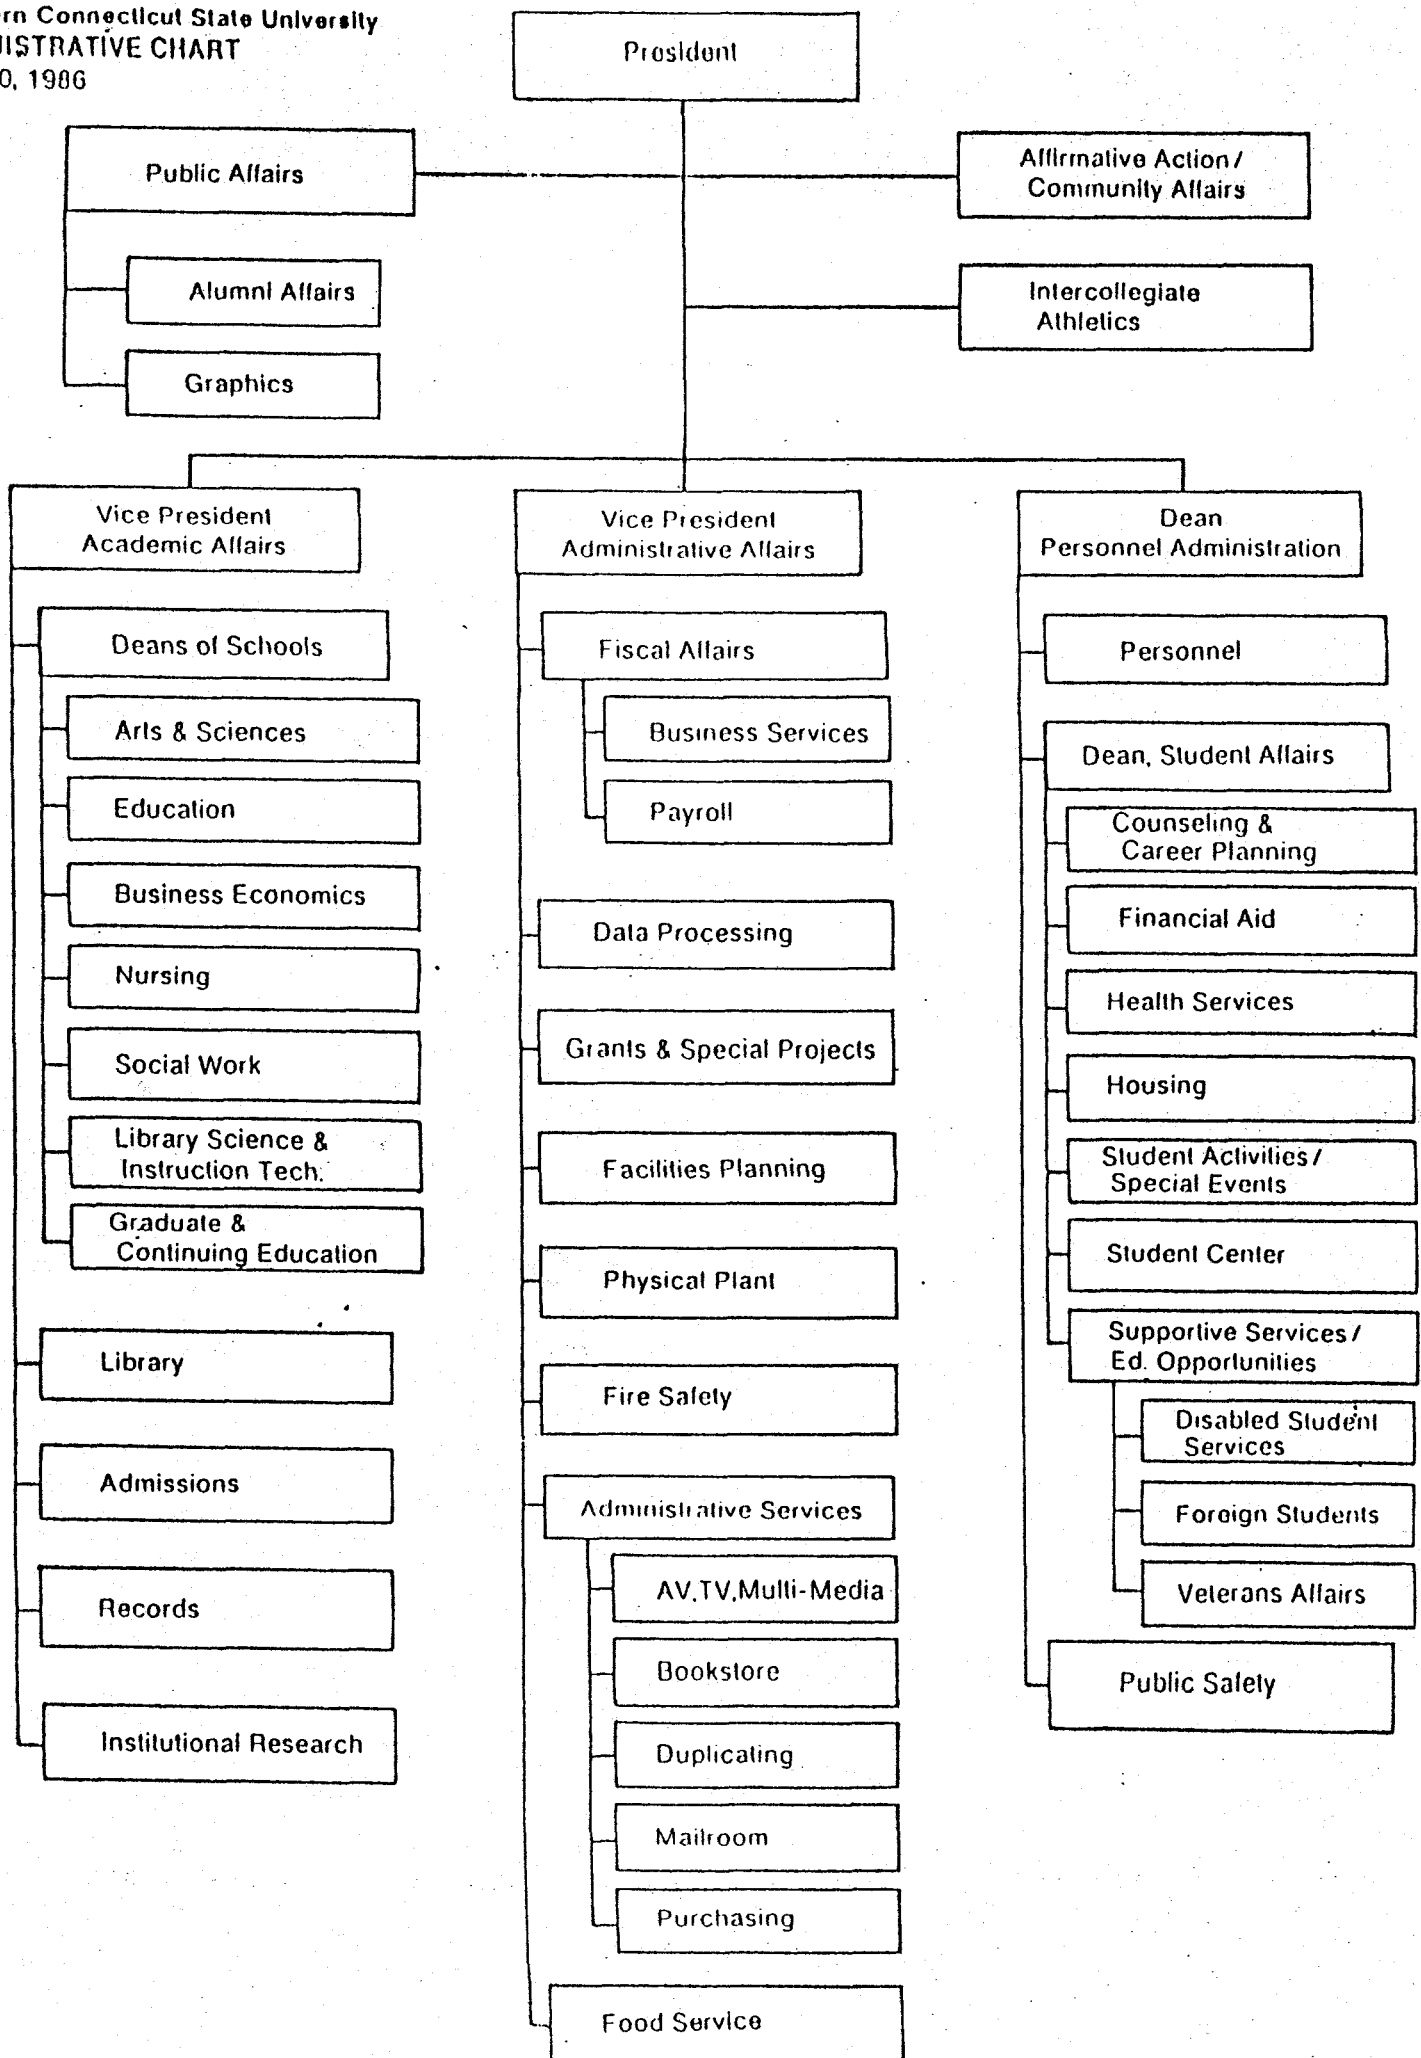 ern Connecticut State University
ISTRATIVE CHART
0, 1986
President
Public Affairs
Affirmative Action /
Community Affairs
Alumni Affairs
Intercollegiate
Athletics
Graphics
Vice President
Academic Affairs
Deans of Schools
Arts & Sciences
Education
Business Economics
Nursing
Social Work
Library Science &
Instruction Tech.
Graduate &
Continuing Education
Library
Admissions
Records
Institutional Research
Vice President
Administrative Affairs
Fiscal Affairs
Business Services
Payroll
Data Processing
Grants & Special Projects
Facilities Planning
Physical Plant
Fire Safety
Administrative Services
AV,TV,Multi-Media
Bookstore
Duplicating
Mailroom
Purchasing
Food Service
Dean
Personnel Administration
Personnel
Dean, Student Affairs
Counseling &
Career Planning
Financial Aid
Health Services
Housing
Student Activities /
Special Events
Student Center
Supportive Services /
Ed. Opportunities
Disabled Student
Services
Foreign Students
Veterans Affairs
Public Safety